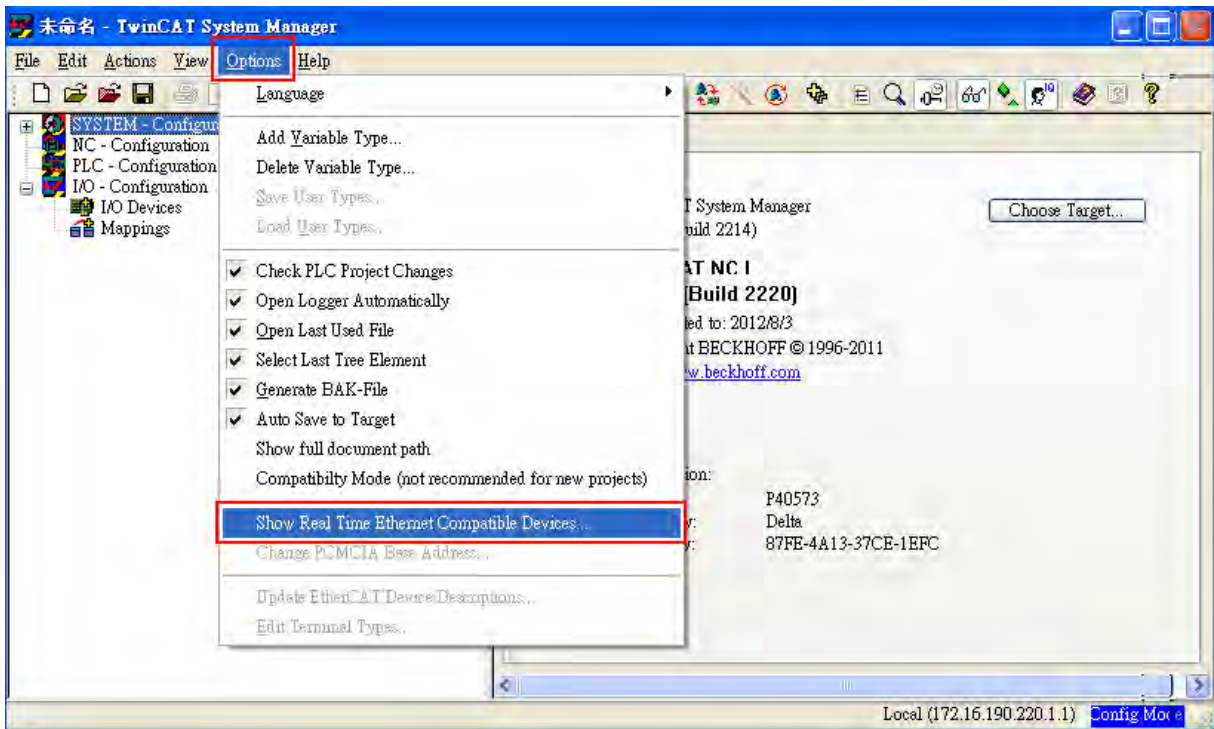 未命名 - TwinCAT System Manager
File Edit Actions View Options Help
SYSTEM - Configur
NC - Configuration
PLC - Configuration
I/O - Configuration
I/O Devices
Mappings
Language
Add Variable Type...
Delete Variable Type...
Save User Types...
Load User Types...
Check PLC Project Changes
Open Logger Automatically
Open Last Used File
Select Last Tree Element
Generate BAK-File
Auto Save to Target
Show full document path
Compatibilty Mode (not recommended for new projects)
Show Real Time Ethernet Compatible Devices...
Change PCMCIA Base Address...
Update EtherCAT Device Descriptions...
Edit Terminal Types...
T System Manager
Choose Target...
uild 2214)
AT NC I
[Build 2220)
ted to: 2012/8/3
t BECKHOFF © 1996-2011
w.beckhoff.com
ion:
P40573
y: Delta
y: 87FE-4A13-37CE-1EFC
Local (172.16.190.220.1.1) Config Mode